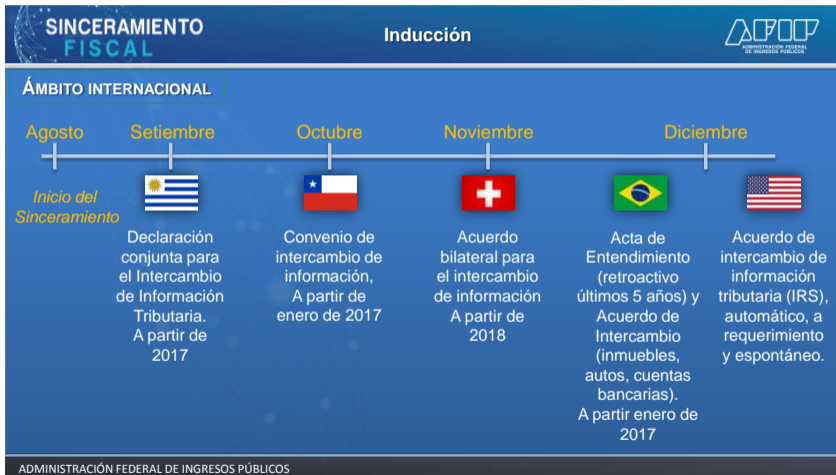 SINCERAMIENTO
FISCAL
Inducción
AFIP
ADMINISTRACIÓN FEDERAL
DE INGRESOS PÚBLICOS
ÁMBITO INTERNACIONAL
Agosto
Setiembre
Octubre
Noviembre
Diciembre
Inicio del
Sinceramiento
Declaración
conjunta para
el Intercambio
de Información
Tributaria.
A partir de
2017
Convenio de
intercambio de
información,
A partir de
enero de 2017
Acuerdo
bilateral para
el intercambio
de información
A partir de
2018
Acta de
Entendimiento
(retroactivo
últimos 5 años) y
Acuerdo de
Intercambio
(inmuebles,
autos, cuentas
bancarias).
A partir enero de
2017
Acuerdo de
intercambio de
información
tributaria (IRS),
automático, a
requerimiento
y espontáneo.
ADMINISTRACIÓN FEDERAL DE INGRESOS PÚBLICOS